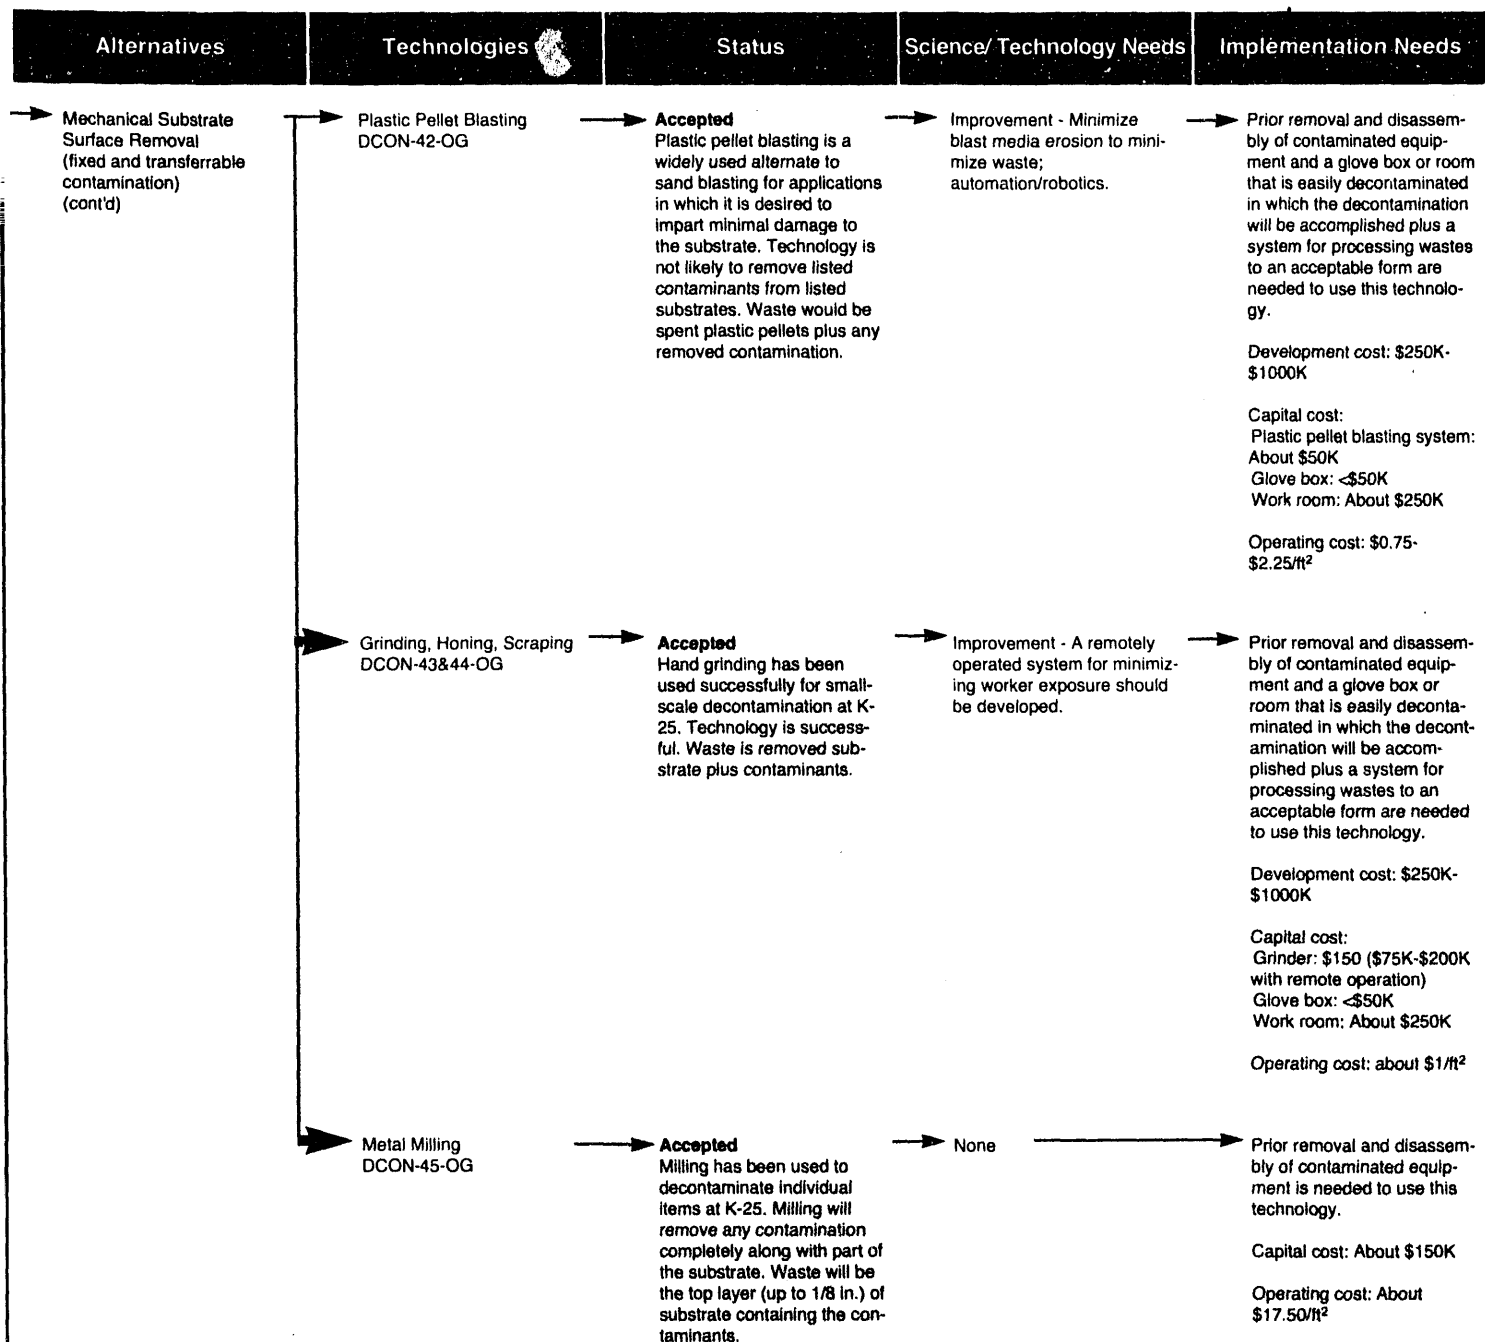 Alternatives
Technologies
Status
Science/ Technology Needs
Implementation Needs
Mechanical Substrate
Surface Removal
(fixed and transferrable
contamination)
(cont'd)
Plastic Pellet Blasting
DCON-42-OG
Accepted
Plastic pellet blasting is a
widely used alternate to
sand blasting for applications
in which it is desired to
impart minimal damage to
the substrate. Technology is
not likely to remove listed
contaminants from listed
substrates. Waste would be
spent plastic pellets plus any
removed contamination.
Improvement - Minimize
blast media erosion to mini-
mize waste;
automation/robotics.
Prior removal and disassem-
bly of contaminated equip-
ment and a glove box or room
that is easily decontaminated
in which the decontamination
will be accomplished plus a
system for processing wastes
to an acceptable form are
needed to use this technolo-
gy.
Development cost: $250K-
$1000K
Capital cost:
Plastic pellet blasting system:
About $50K
Glove box: <$50K
Work room: About $250K
Operating cost: $0.75-
$2.25/ft²
Grinding, Honing, Scraping
DCON-43&44-OG
Accepted
Hand grinding has been
used successfully for small-
scale decontamination at K-
25. Technology is success-
ful. Waste is removed sub-
strate plus contaminants.
Improvement - A remotely
operated system for minimiz-
ing worker exposure should
be developed.
Prior removal and disassem-
bly of contaminated equip-
ment and a glove box or
room that is easily deconta-
minated in which the decont-
amination will be accom-
plished plus a system for
processing wastes to an
acceptable form are needed
to use this technology.
Development cost: $250K-
$1000K
Capital cost:
Grinder: $150 ($75K-$200K
with remote operation)
Glove box: <$50K
Work room: About $250K
Operating cost: about $1/ft²
Metal Milling
DCON-45-OG
Accepted
Milling has been used to
decontaminate individual
items at K-25. Milling will
remove any contamination
completely along with part of
the substrate. Waste will be
the top layer (up to 1/8 in.) of
substrate containing the con-
taminants.
None
Prior removal and disassem-
bly of contaminated equip-
ment is needed to use this
technology.
Capital cost: About $150K
Operating cost: About
$17.50/ft²